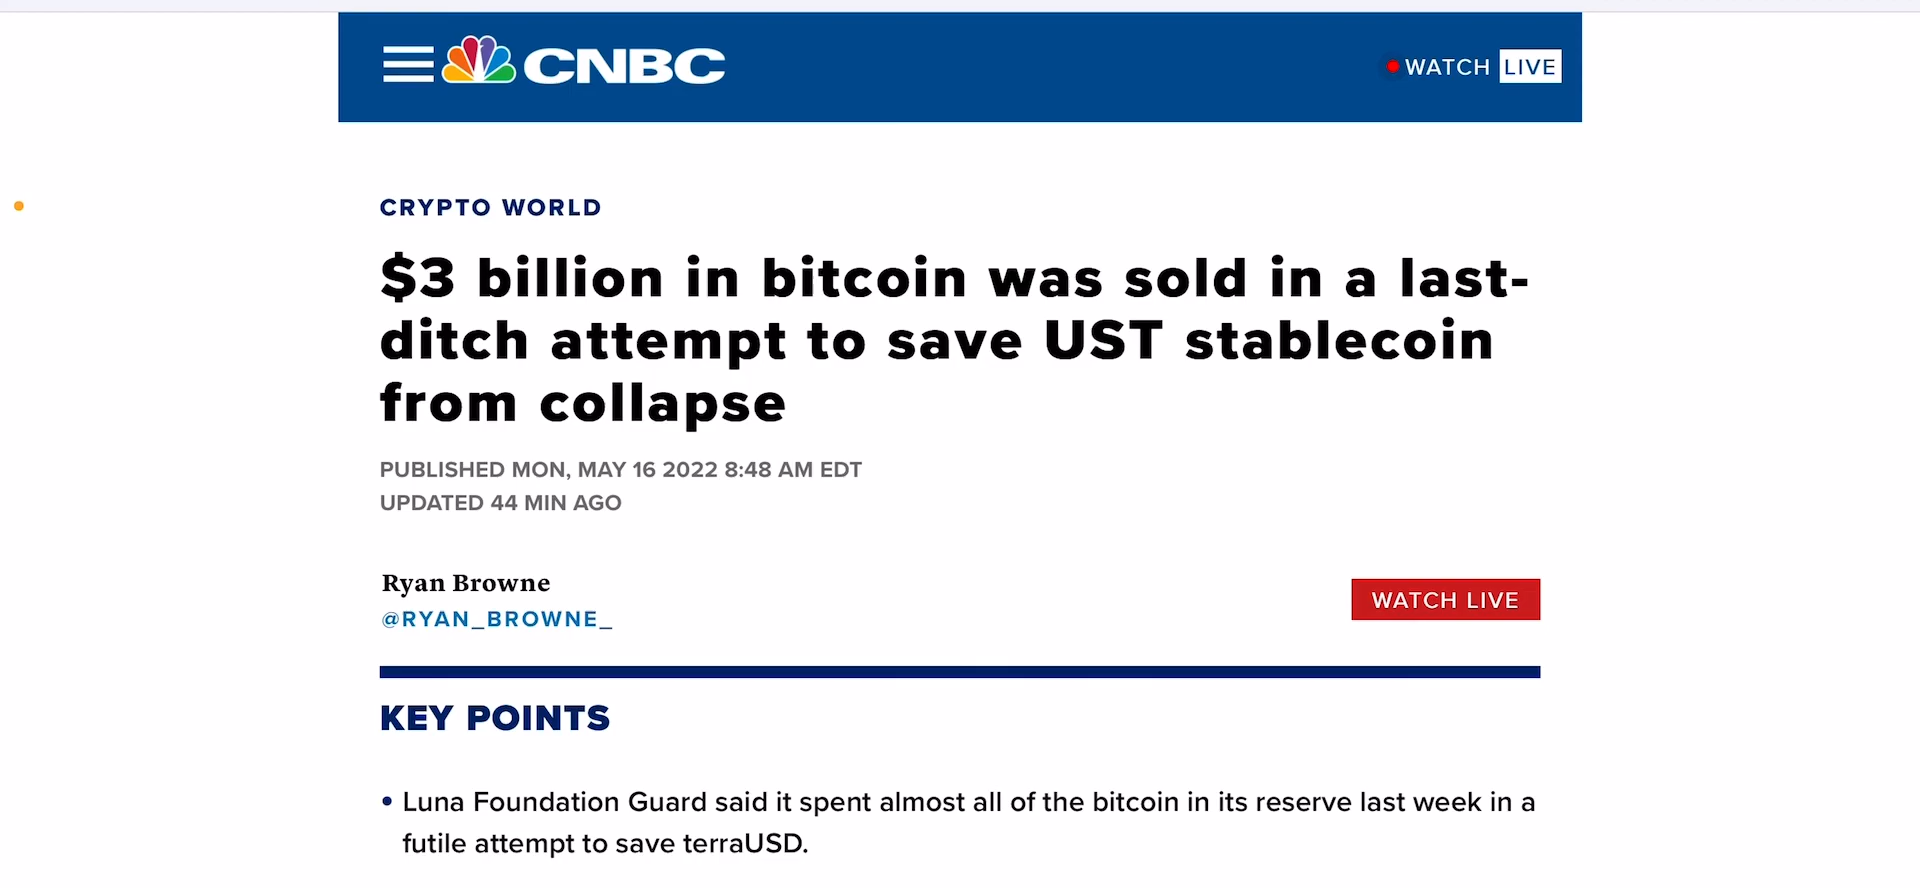 CNBC
WATCH LIVE
CRYPTO WORLD
$3 billion in bitcoin was sold in a last-
ditch attempt to save UST stablecoin
from collapse
PUBLISHED MON, MAY 16 2022 8:48 AM EDT
UPDATED 44 MIN AGO
Ryan Browne
@RYAN_BROWNE_
WATCH LIVE
KEY POINTS
• Luna Foundation Guard said it spent almost all of the bitcoin in its reserve last week in a
futile attempt to save terraUSD.